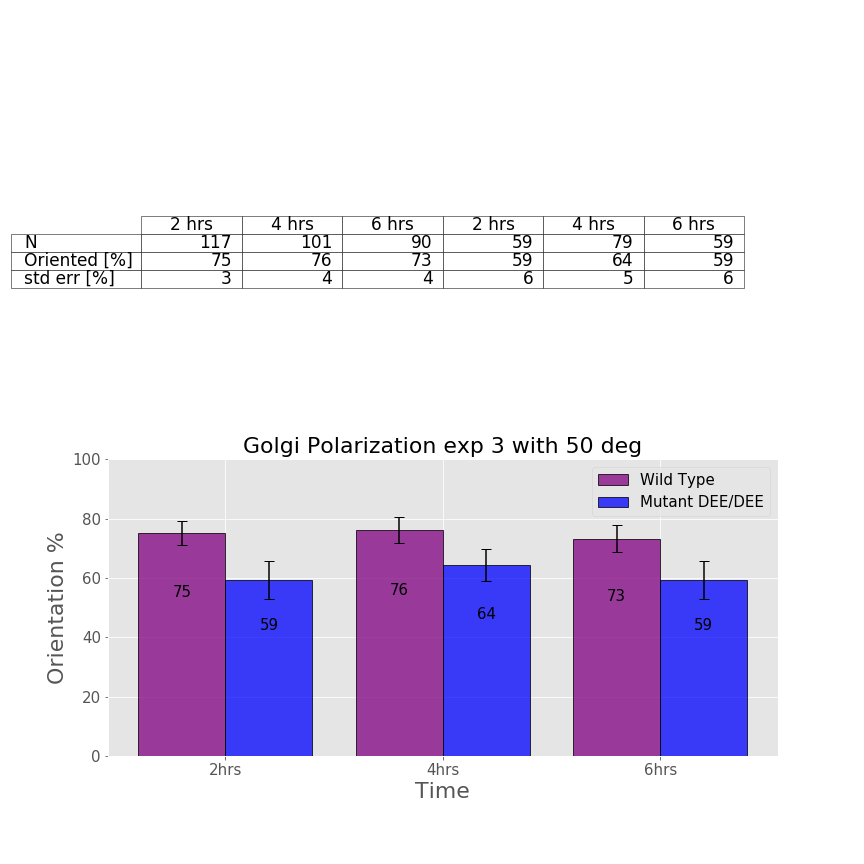 2 hrs 4 hrs 6 hrs 2 hrs 4 hrs 6 hrs
N 117 101 90 59 79 59
Oriented [%] 75 76 73 59 64 59
std err [%] 3 4 4 6 5 6
Golgi Polarization exp 3 with 50 deg
100
80
60
40
20
0
Orientation %
Wild Type
Mutant DEE/DEE
75
59
76
64
73
59
2hrs 4hrs 6hrs
Time